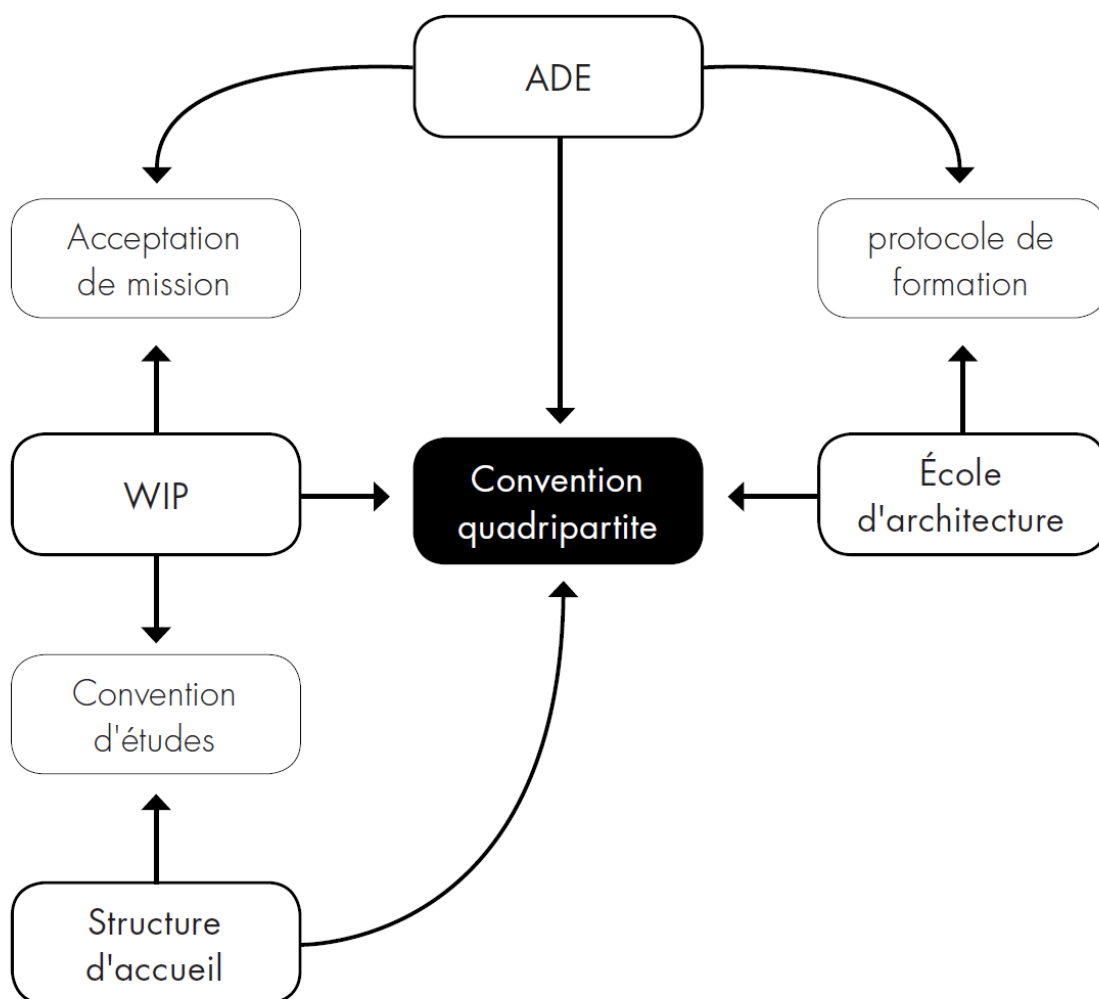 ADE
Acceptation
de mission
protocole de
formation
WIP
Convention
quadripartite
École
d'architecture
Convention
d'études
Structure
d'accueil